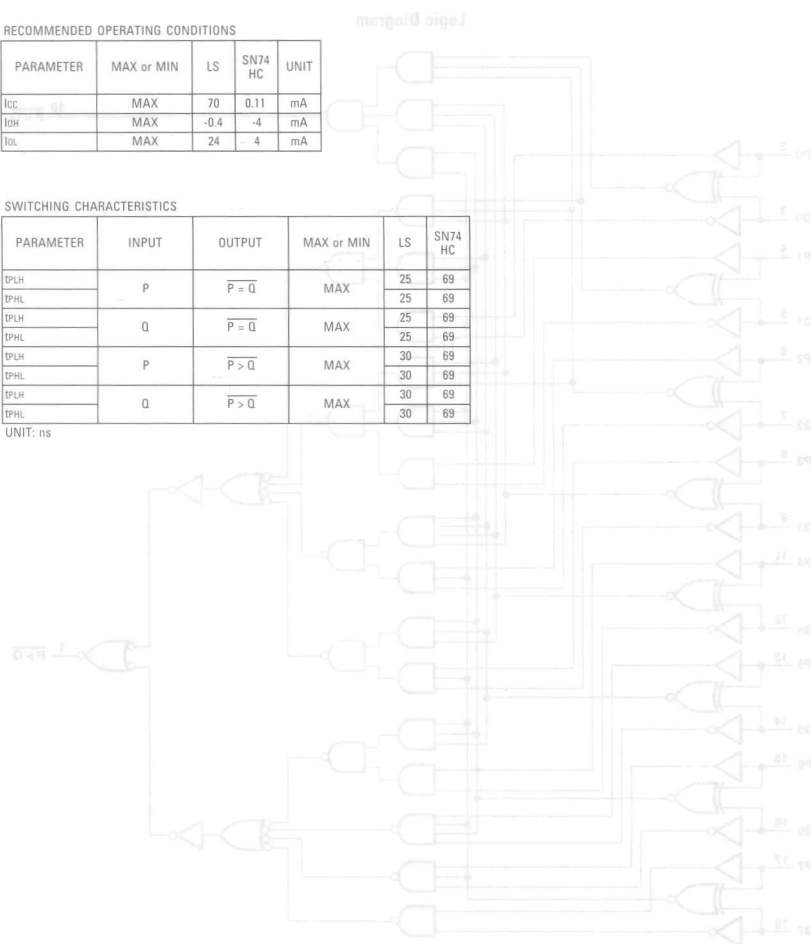 RECOMMENDED OPERATING CONDITIONS
PARAMETER MAX or MIN LS SN74 HC UNIT
ICC MAX 70 0.11 mA
IOH MAX -0.4 -4 mA
IOL MAX 24 4 mA
SWITCHING CHARACTERISTICS
PARAMETER INPUT OUTPUT MAX or MIN LS SN74 HC
tPLH P P = Q MAX 25 69
tPHL 25 69
tPLH Q P = Q MAX 25 69
tPHL 25 69
tPLH P P > Q MAX 30 69
tPHL 30 69
tPLH Q P > Q MAX 30 69
tPHL 30 69
UNIT: ns